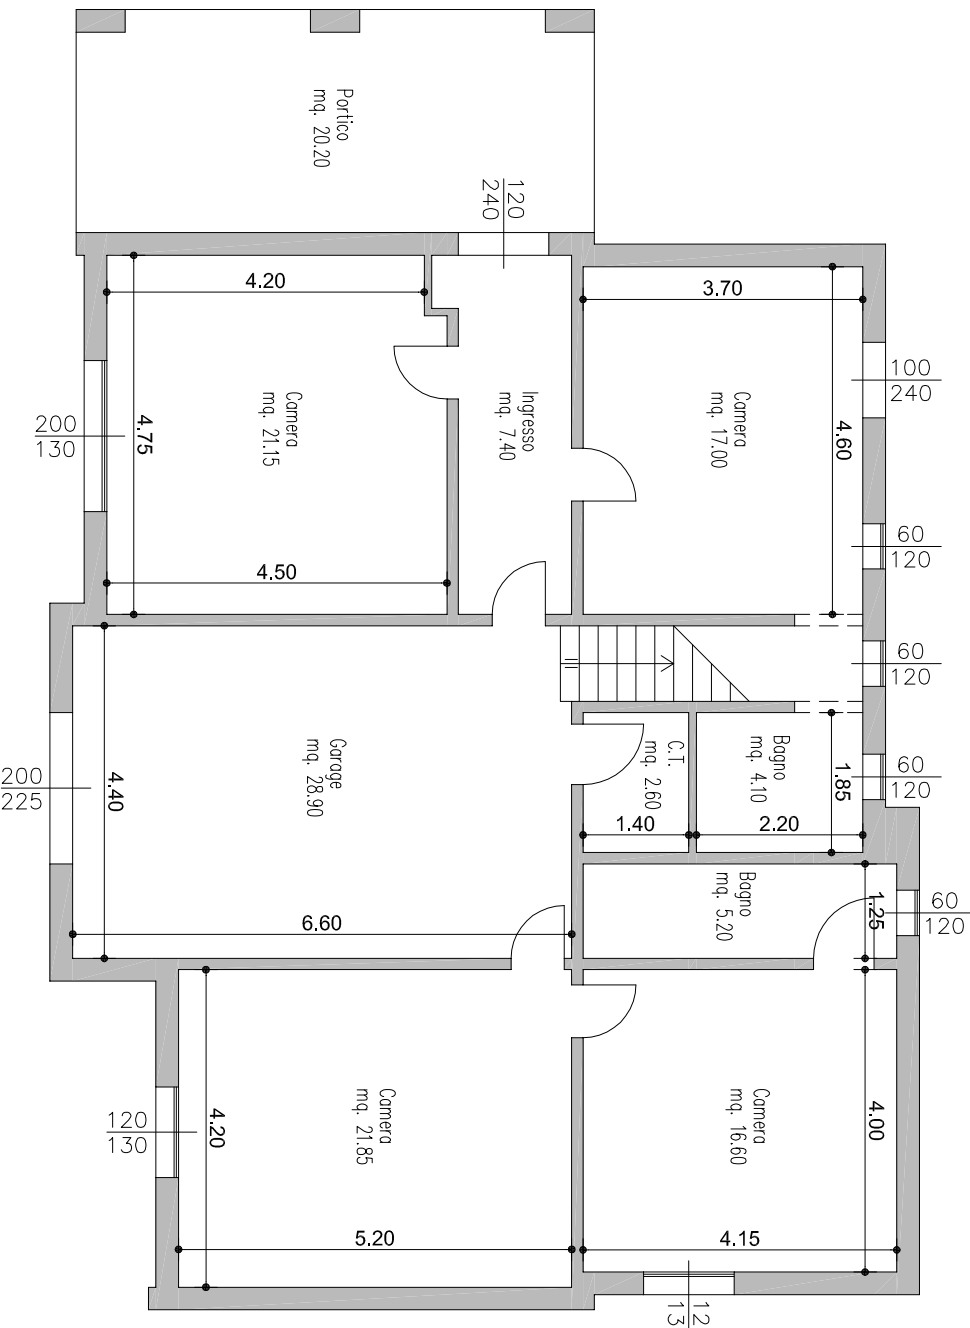 Portico
mq. 20.20
120
240
4.20
3.70
100
240
Camera
mq. 21.15
Ingresso
mq. 7.40
Camera
mq. 17.00
4.60
200
130
4.75
60
120
4.50
60
120
Garage
mq. 28.90
C.T.
mq. 2.60
Bagno
mq. 4.10
60
120
200
225
4.40
1.85
1.40
2.20
6.60
Bagno
mq. 5.20
1.25
60
120
120
130
4.20
Camera
mq. 21.85
Camera
mq. 16.60
4.00
5.20
4.15
12
13